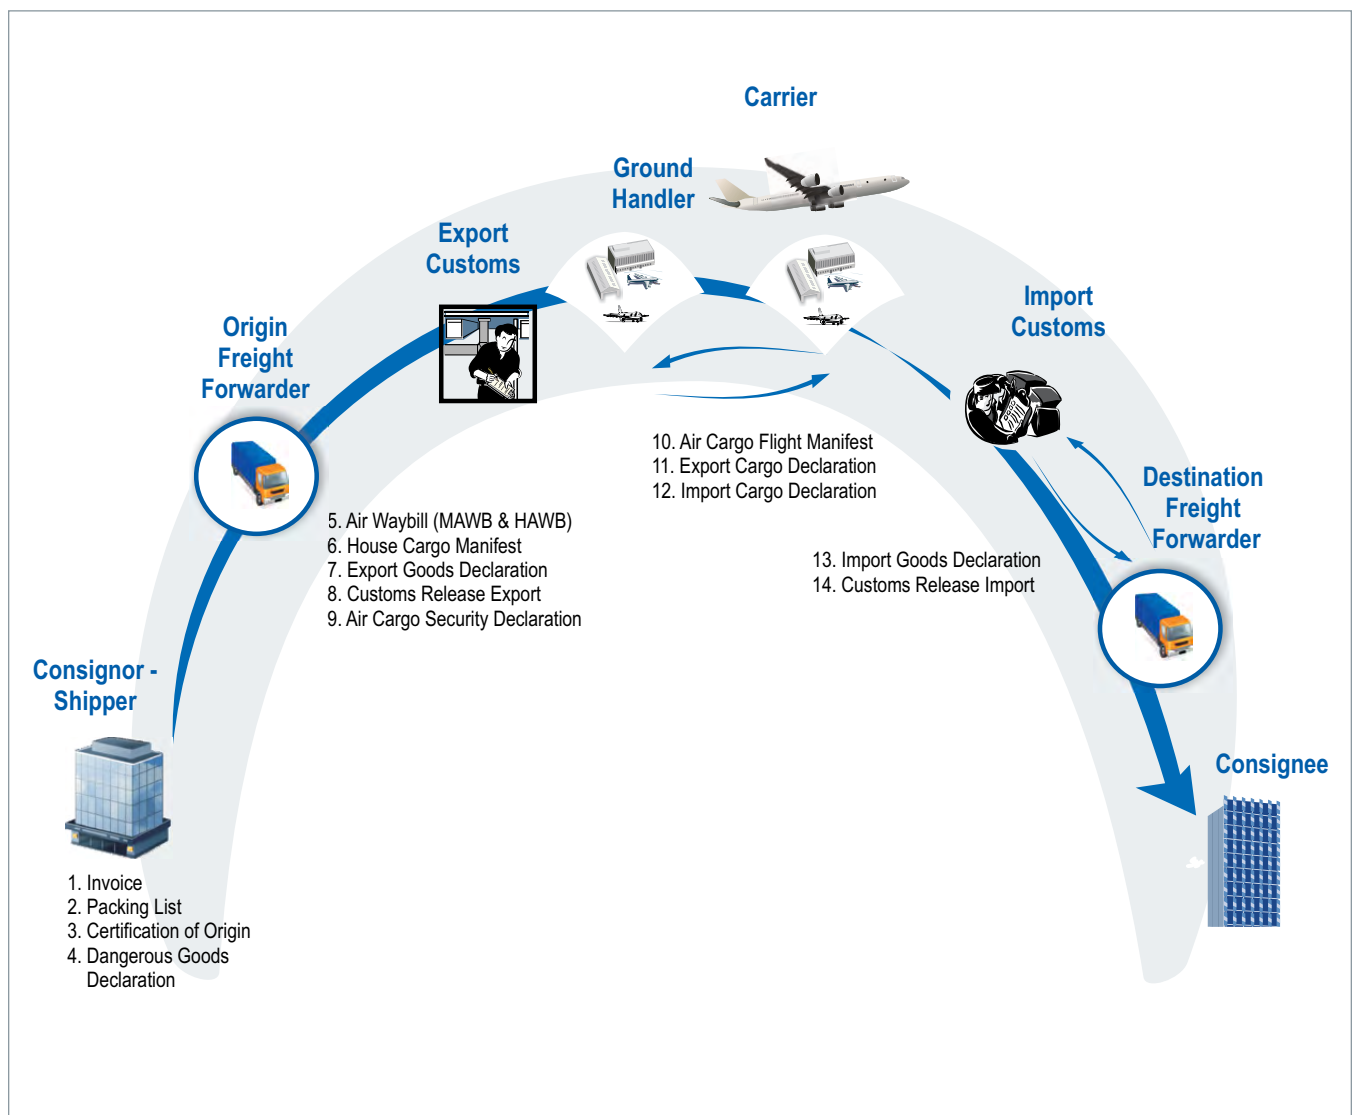 Carrier
Ground
Handler
Export
Customs
Import
Customs
Origin
Freight
Forwarder
10. Air Cargo Flight Manifest
11. Export Cargo Declaration
12. Import Cargo Declaration
Destination
Freight
Forwarder
5. Air Waybill (MAWB & HAWB)
6. House Cargo Manifest
7. Export Goods Declaration
8. Customs Release Export
9. Air Cargo Security Declaration
13. Import Goods Declaration
14. Customs Release Import
Consignor -
Shipper
Consignee
1. Invoice
2. Packing List
3. Certification of Origin
4. Dangerous Goods
Declaration